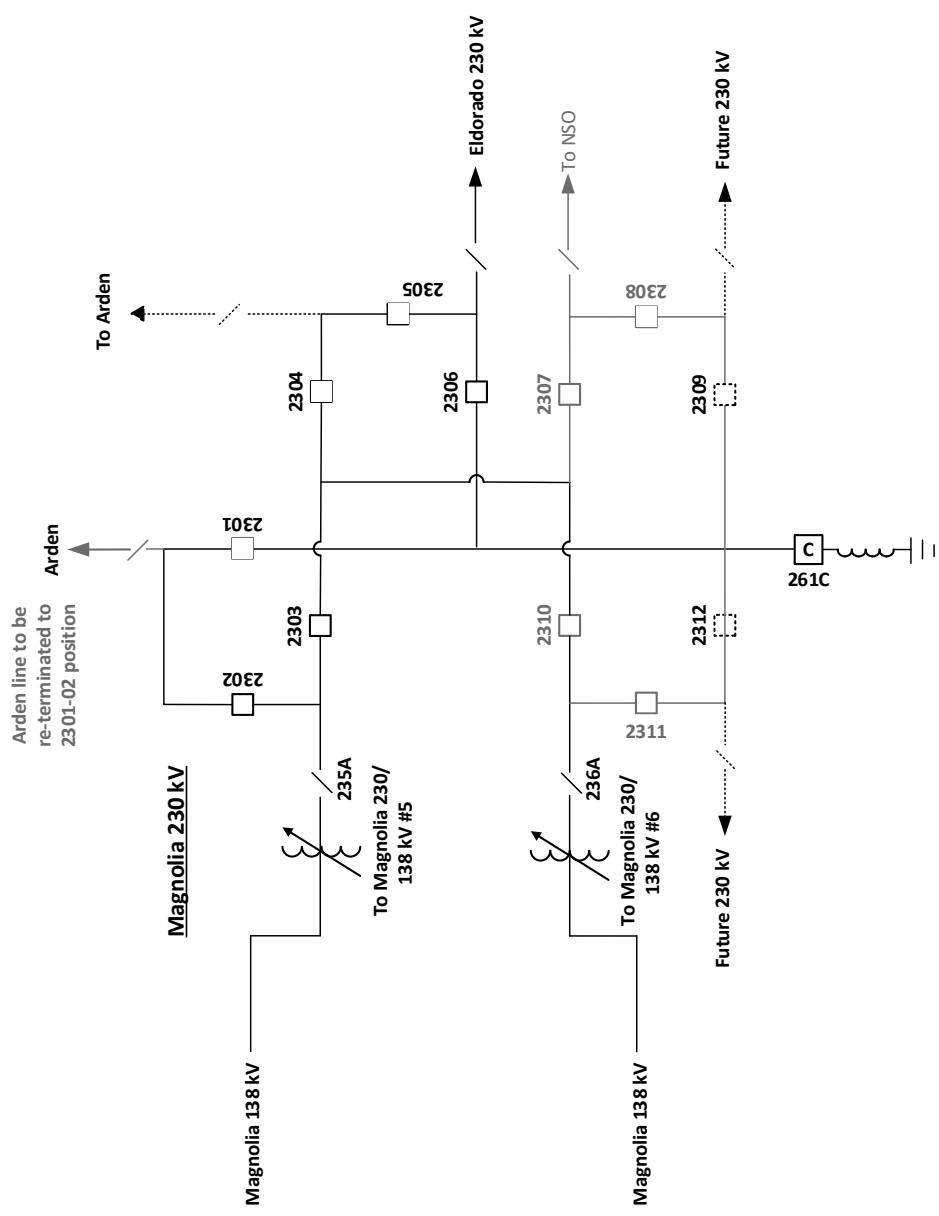 Arden line to be
re-terminated to
2301-02 position
Arden
To Arden
Magnolia 230 kV
2302
2301
2303
2304
2305
2306
Eldorado 230 kV
235A
To Magnolia 230/
138 kV #5
Magnolia 138 kV
To NSO
2307
2308
2310
2311
2309
2312
Future 230 kV
236A
To Magnolia 230/
138 kV #6
Magnolia 138 kV
Future 230 kV
C
261C